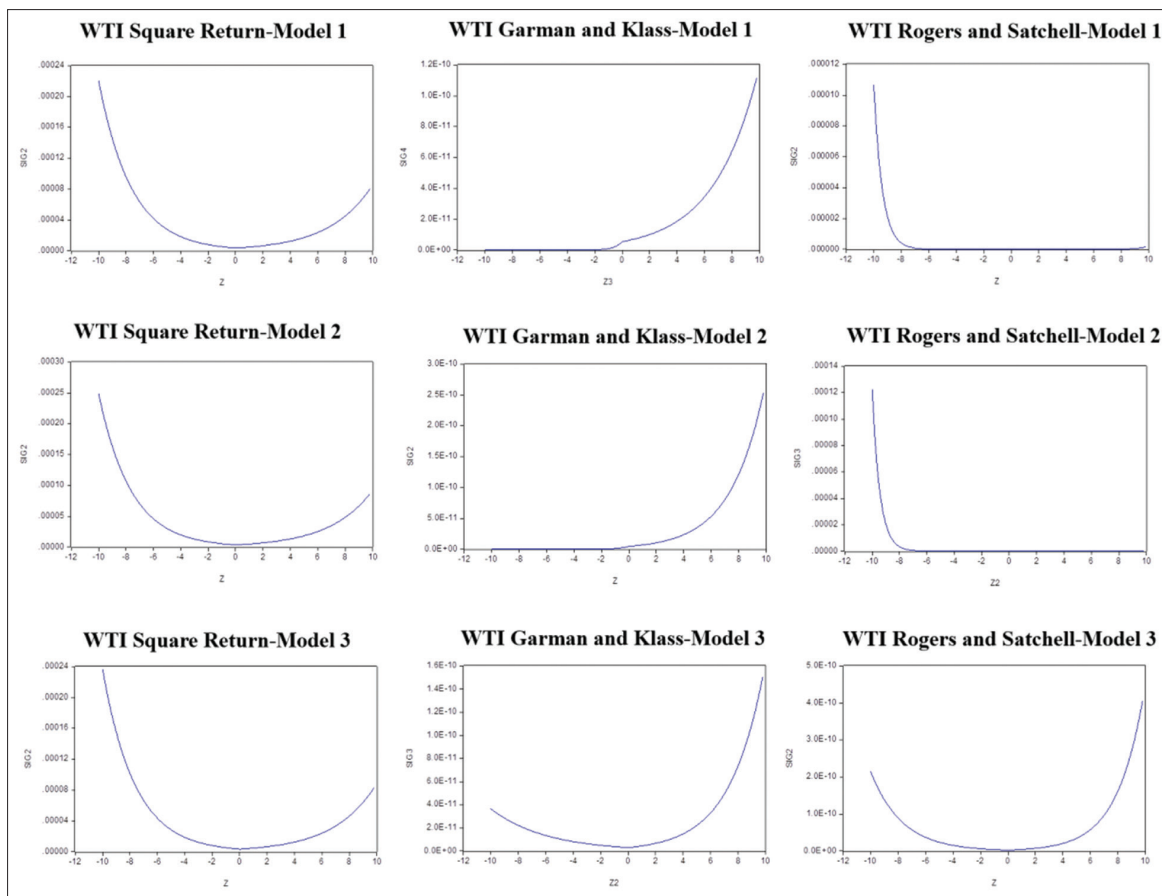 WTI Square Return-Model 1
.00024
.00020
.00016
.00012
.00008
.00004
.00000
SIG2
-12 -10 -8 -6 -4 -2 0 2 4 6 8 10
Z
WTI Garman and Klass-Model 1
1.2E-10
1.0E-10
8.0E-11
6.0E-11
4.0E-11
2.0E-11
0.0E+00
SIG4
-12 -10 -8 -6 -4 -2 0 2 4 6 8 10
Z3
WTI Rogers and Satchell-Model 1
.000012
.000010
.000008
.000006
.000004
.000002
.000000
SIG2
-12 -10 -8 -6 -4 -2 0 2 4 6 8 10
Z
WTI Square Return-Model 2
.00030
.00025
.00020
.00015
.00010
.00005
.00000
SIG2
-12 -10 -8 -6 -4 -2 0 2 4 6 8 10
Z
WTI Garman and Klass-Model 2
3.0E-10
2.5E-10
2.0E-10
1.5E-10
1.0E-10
5.0E-11
0.0E+00
SIG2
-12 -10 -8 -6 -4 -2 0 2 4 6 8 10
Z
WTI Rogers and Satchell-Model 2
.00014
.00012
.00010
.00008
.00006
.00004
.00002
.00000
SIG3
-12 -10 -8 -6 -4 -2 0 2 4 6 8 10
Z2
WTI Square Return-Model 3
.00024
.00020
.00016
.00012
.00008
.00004
.00000
SIG2
-12 -10 -8 -6 -4 -2 0 2 4 6 8 10
Z
WTI Garman and Klass-Model 3
1.6E-10
1.4E-10
1.2E-10
1.0E-10
8.0E-11
6.0E-11
4.0E-11
2.0E-11
0.0E+00
SIG3
-12 -10 -8 -6 -4 -2 0 2 4 6 8 10
Z2
WTI Rogers and Satchell-Model 3
5.0E-10
4.0E-10
3.0E-10
2.0E-10
1.0E-10
0.0E+00
SIG2
-12 -10 -8 -6 -4 -2 0 2 4 6 8 10
Z